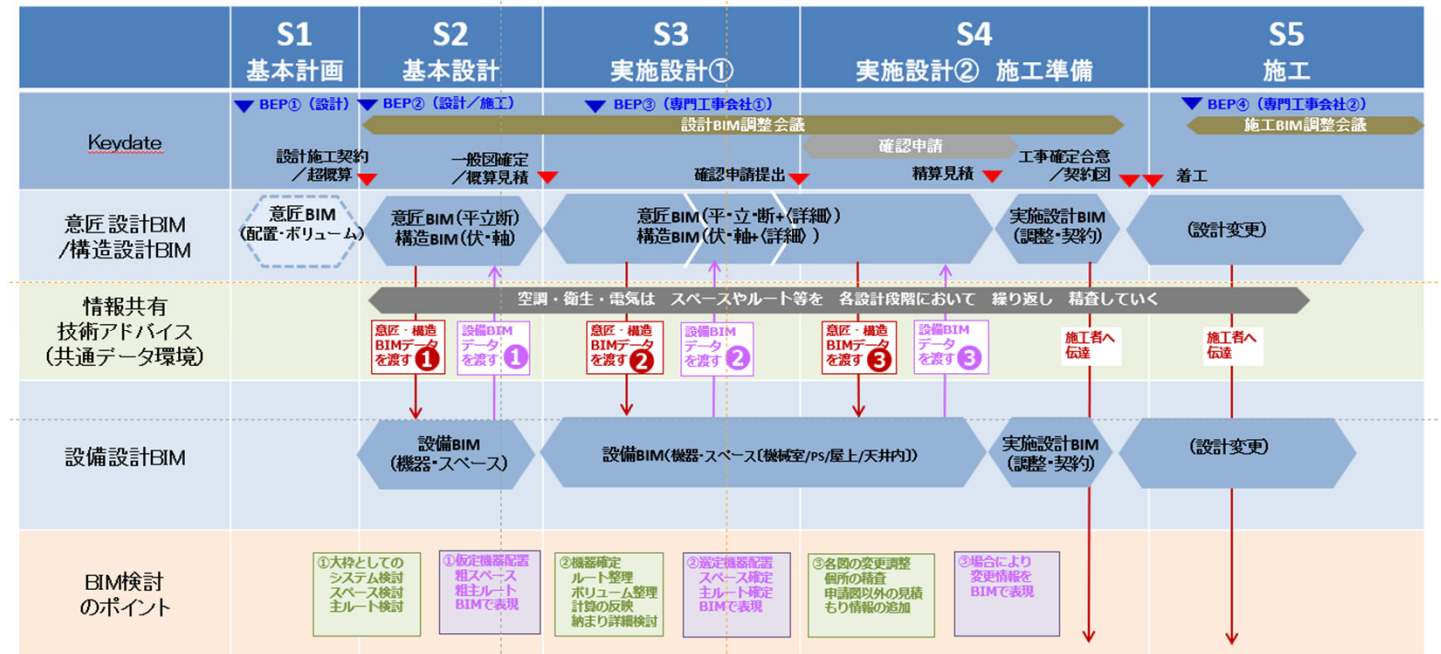 S1
基本計画
S2
基本設計
S3
実施設計①
S4
実施設計② 施工準備
S5
施工
Keydate
BEP①（設計）
BEP②（設計／施工）
BEP③（専門工事会社①）
BEP④（専門工事会社②）
設計BIM調整会議
施工BIM調整会議
確認申請
設計施工契約
／超概算
一般図確定
／概算見積
確認申請提出
精算見積
工事確定合意
／契約図
着工
意匠設計BIM
/構造設計BIM
意匠BIM
(配置・ボリューム)
意匠BIM(平立断)
構造BIM(伏・軸)
意匠BIM(平・立・断+〈詳細〉)
構造BIM(伏・軸+〈詳細〉)
実施設計BIM
(調整・契約)
(設計変更)
情報共有
技術アドバイス
(共通データ環境)
空調・衛生・電気は スペースやルート等を 各設計段階において 繰り返し 精査していく
意匠・構造
BIMデータ
を渡す❶
設備BIM
データ
を渡す❶
意匠・構造
BIMデータ
を渡す❷
設備BIM
データ
を渡す❷
意匠・構造
BIMデータ
を渡す❸
設備BIM
データ
を渡す❸
施工者へ
伝達
施工者へ
伝達
設備設計BIM
設備BIM
(機器・スペース)
設備BIM(機器・スペース〔機械室/PS/屋上/天井内〕)
実施設計BIM
(調整・契約)
(設計変更)
BIM検討
のポイント
①大枠としての
システム検討
スペース検討
主ルート検討
①仮定機器配置
粗スペース
粗主ルート
BIMで表現
②機器確定
ルート整理
ボリューム整理
計算の反映
納まり詳細検討
②選定機器配置
スペース確定
主ルート確定
BIMで表現
③各図の変更調整
個所の精査
申請図以外の見積
もり情報の追加
③場合により
変更情報を
BIMで表現